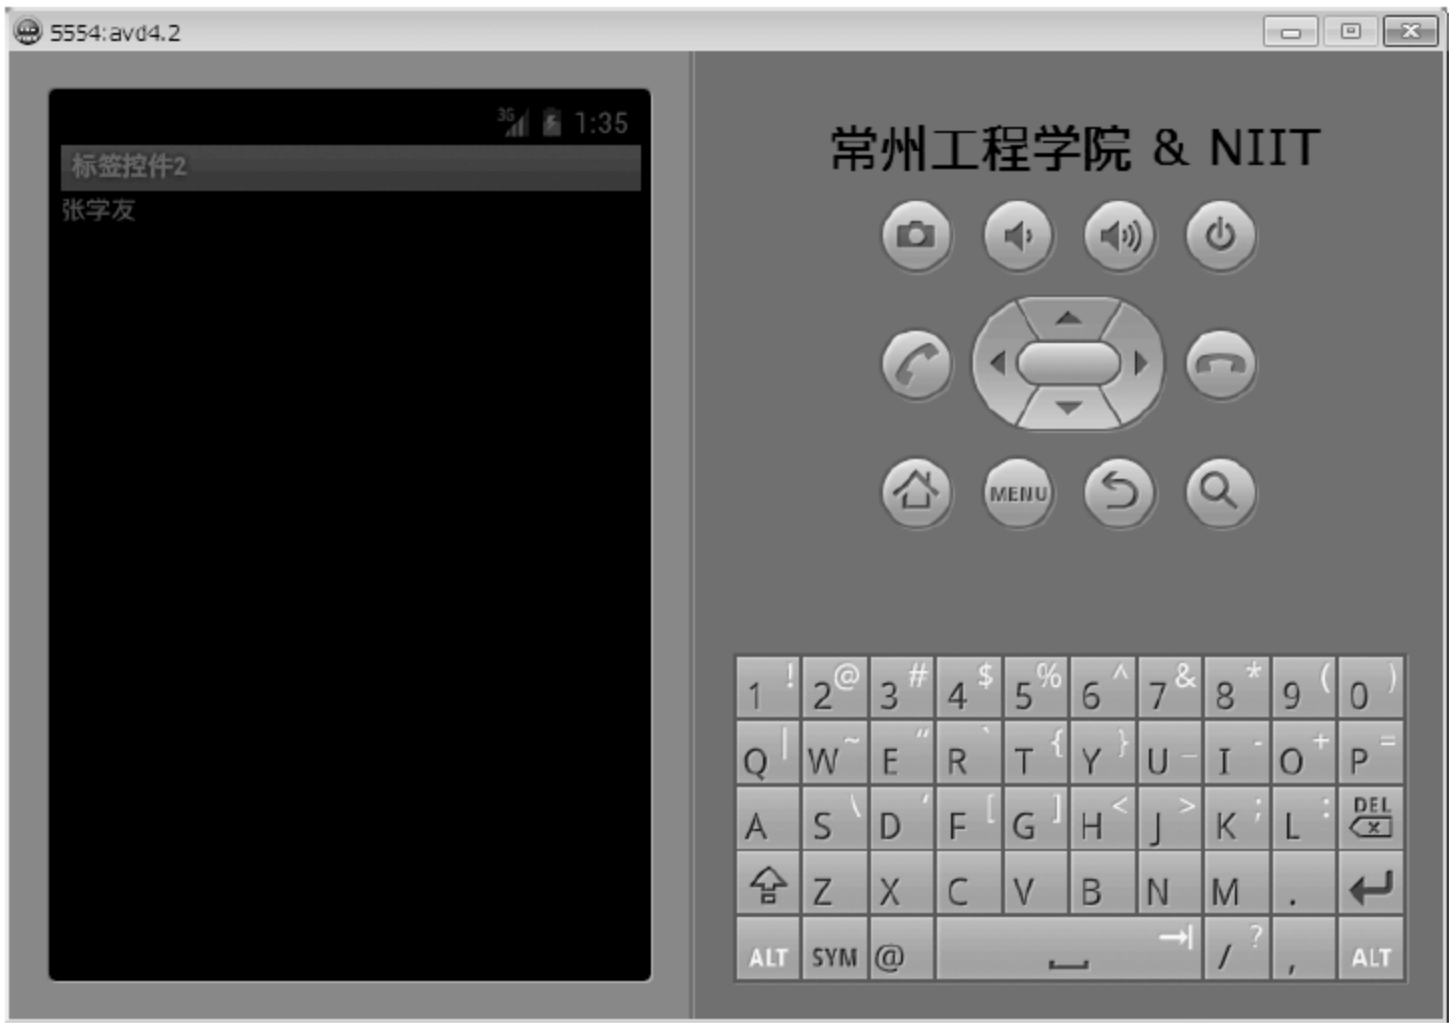 5554:avd4.2
3G 1:35
标签控件2
张学友
常州工程学院 & NIIT
MENU
1 ! 2 @ 3 # 4 $ 5 % 6 ^ 7 & 8 * 9 ( 0 )
Q | W ~ E " R ` T { Y } U _ I - O + P =
A S \ D ' F [ G ] H < J > K ; L : DEL
Z X C V B N M .
ALT SYM @ / ? , ALT